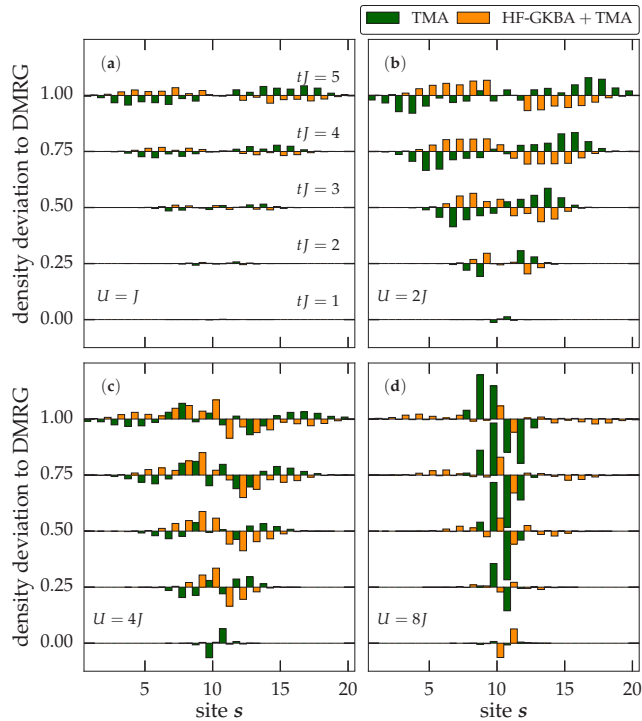 TMA HF-GKBA + TMA
(a) (b)
tJ = 5
tJ = 4
tJ = 3
tJ = 2
tJ = 1
U = J U = 2J
density deviation to DMRG
1.00
0.75
0.50
0.25
0.00
(c) (d)
U = 4J U = 8J
density deviation to DMRG
1.00
0.75
0.50
0.25
0.00
5 10 15 20 5 10 15 20
site s site s